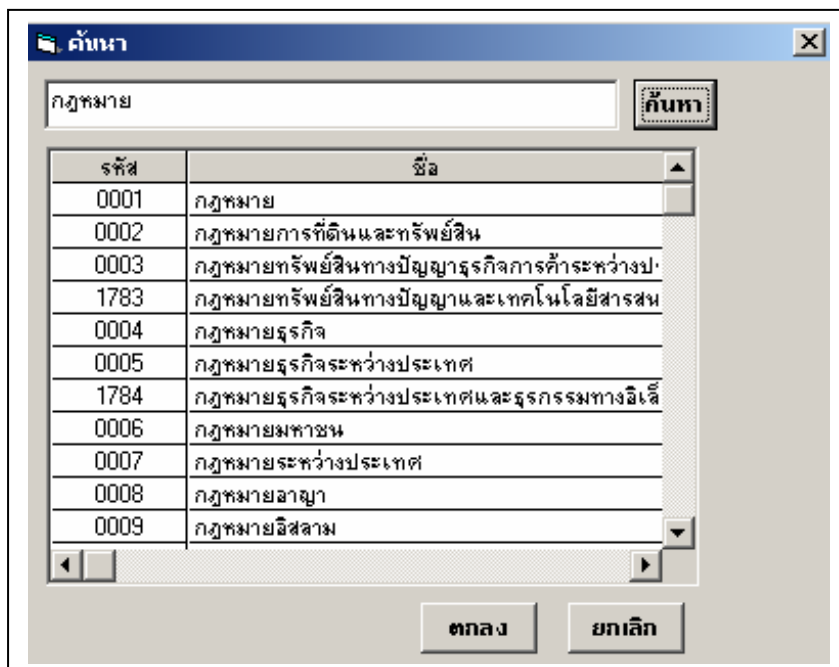 ค้นหา
กฎหมาย ค้นหา
รหัส ชื่อ
0001 กฎหมาย
0002 กฎหมายการที่ดินและทรัพย์สิน
0003 กฎหมายทรัพย์สินทางปัญญาธุรกิจการค้าระหว่างป
1783 กฎหมายทรัพย์สินทางปัญญาและเทคโนโลยีสารสน
0004 กฎหมายธุรกิจ
0005 กฎหมายธุรกิจระหว่างประเทศ
1784 กฎหมายธุรกิจระหว่างประเทศและธุรกรรมทางอิเล็
0006 กฎหมายมหาชน
0007 กฎหมายระหว่างประเทศ
0008 กฎหมายอาญา
0009 กฎหมายอิสลาม
ตกลง ยกเลิก